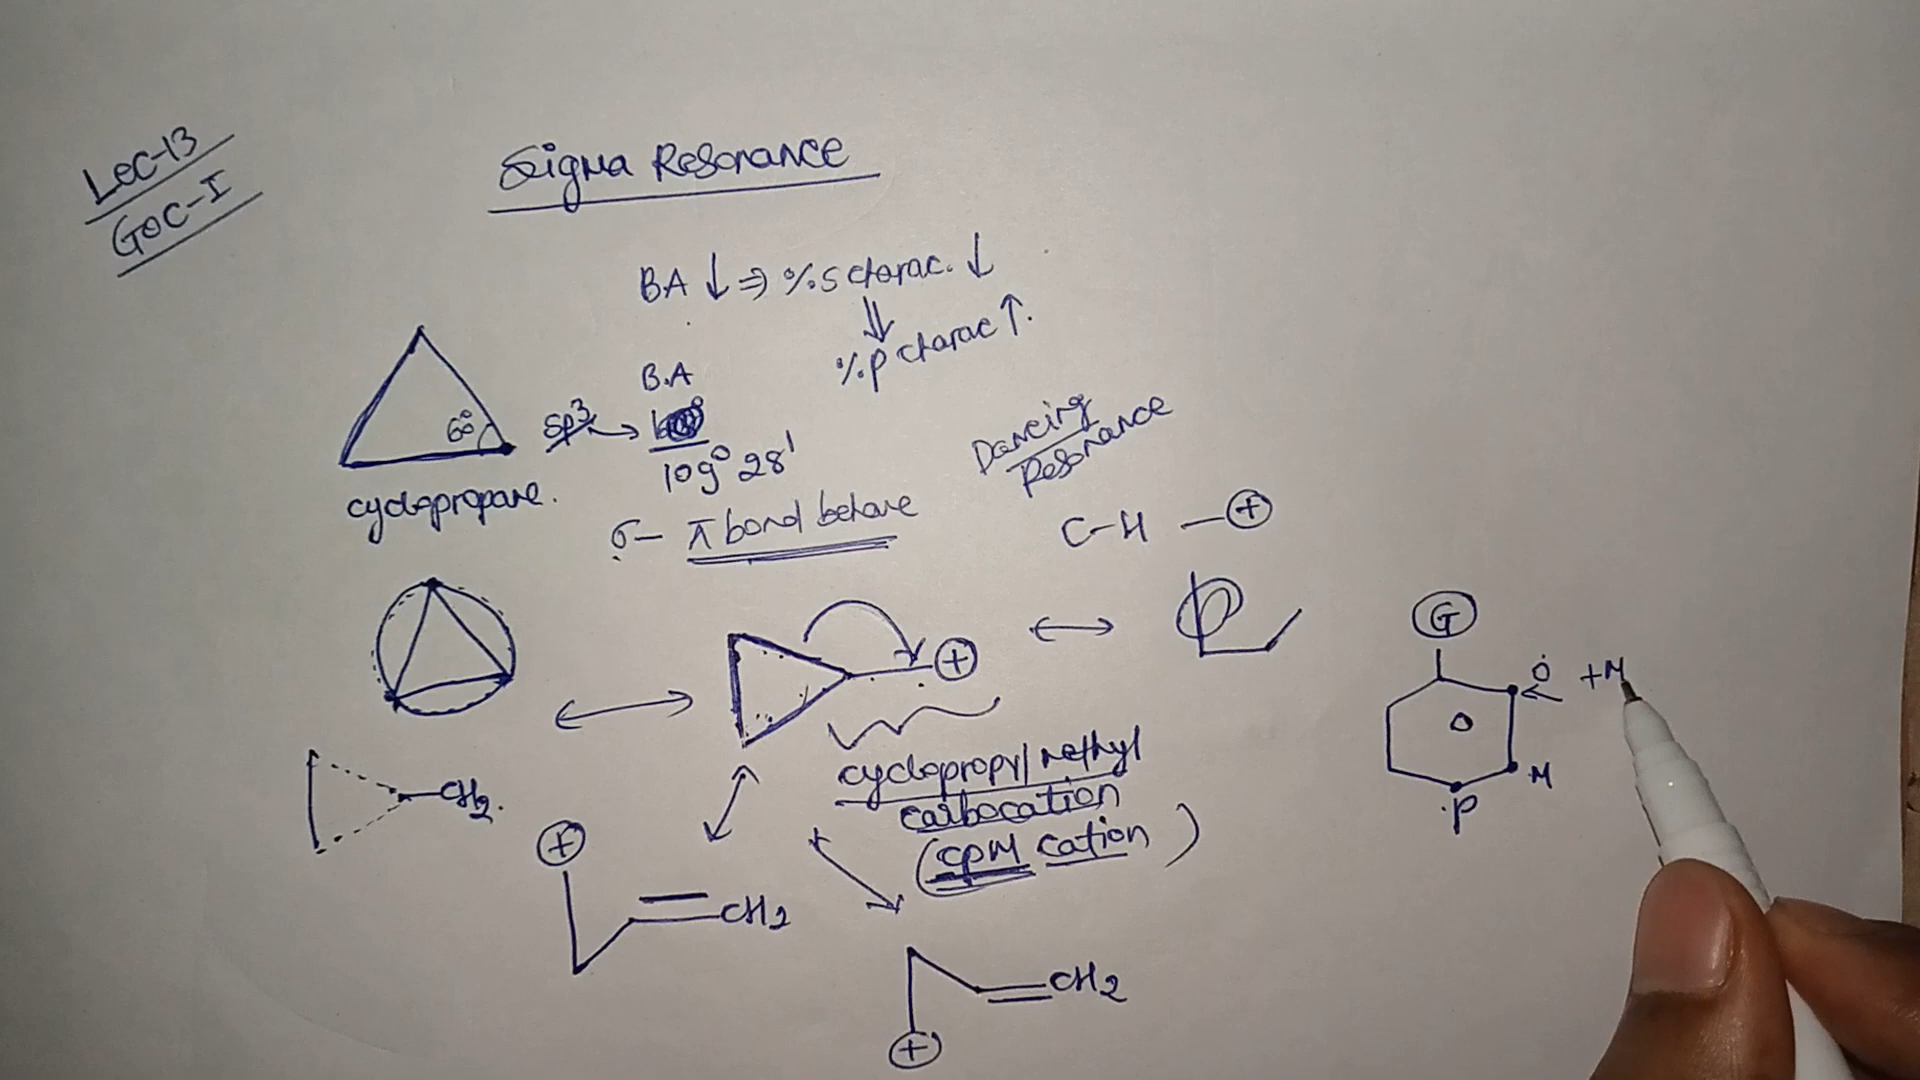 Lec-13
GOC-I
Sigma Resonance
BA ↓ ⇒ %s charac. ↓
⇓
%p charac ↑.
60°
sp³ →
B.A
109° 28'
cyclopropane.
σ- π bond behave
Dancing
Resonance
C-H -⊕
⊕
CH2.
cyclopropyl methyl
carbocation
(CPM cation)
⊕
CH2
CH2
⊕
G
O
+M
O
M
P